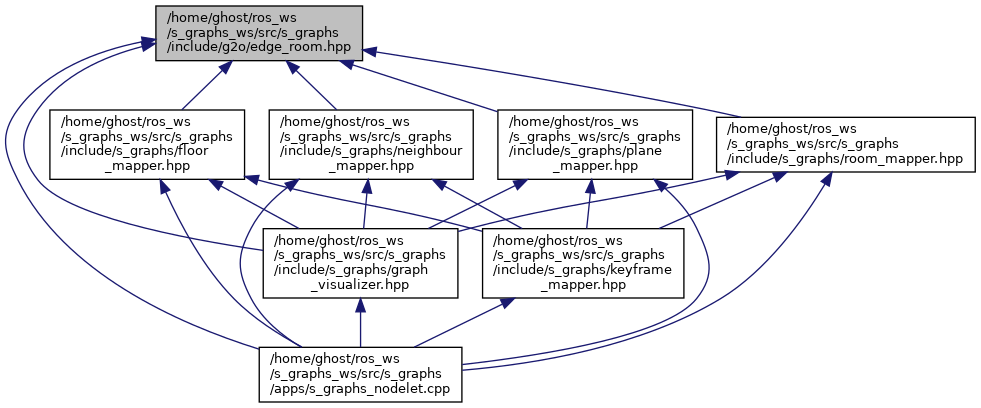 /home/ghost/ros_ws
/s_graphs_ws/src/s_graphs
/include/g2o/edge_room.hpp
/home/ghost/ros_ws
/s_graphs_ws/src/s_graphs
/include/s_graphs/floor
_mapper.hpp
/home/ghost/ros_ws
/s_graphs_ws/src/s_graphs
/include/s_graphs/neighbour
_mapper.hpp
/home/ghost/ros_ws
/s_graphs_ws/src/s_graphs
/include/s_graphs/plane
_mapper.hpp
/home/ghost/ros_ws
/s_graphs_ws/src/s_graphs
/include/s_graphs/room_mapper.hpp
/home/ghost/ros_ws
/s_graphs_ws/src/s_graphs
/include/s_graphs/graph
_visualizer.hpp
/home/ghost/ros_ws
/s_graphs_ws/src/s_graphs
/include/s_graphs/keyframe
_mapper.hpp
/home/ghost/ros_ws
/s_graphs_ws/src/s_graphs
/apps/s_graphs_nodelet.cpp